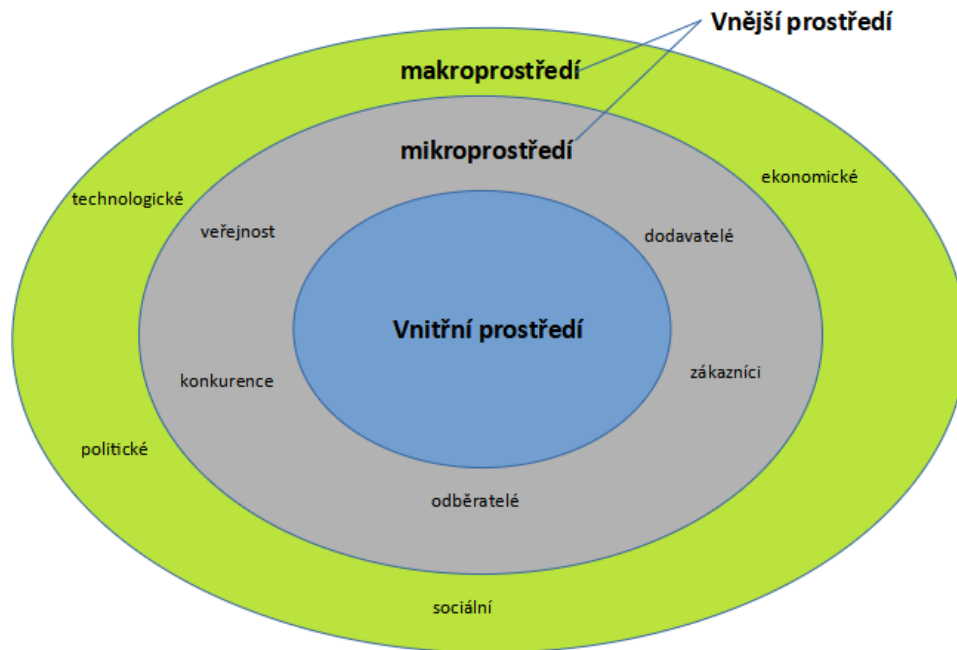 Vnější prostředí
makroprostředí
mikroprostředí
ekonomické
technologické
veřejnost
dodavatelé
Vnitřní prostředí
zákazníci
konkurence
politické
odběratelé
sociální